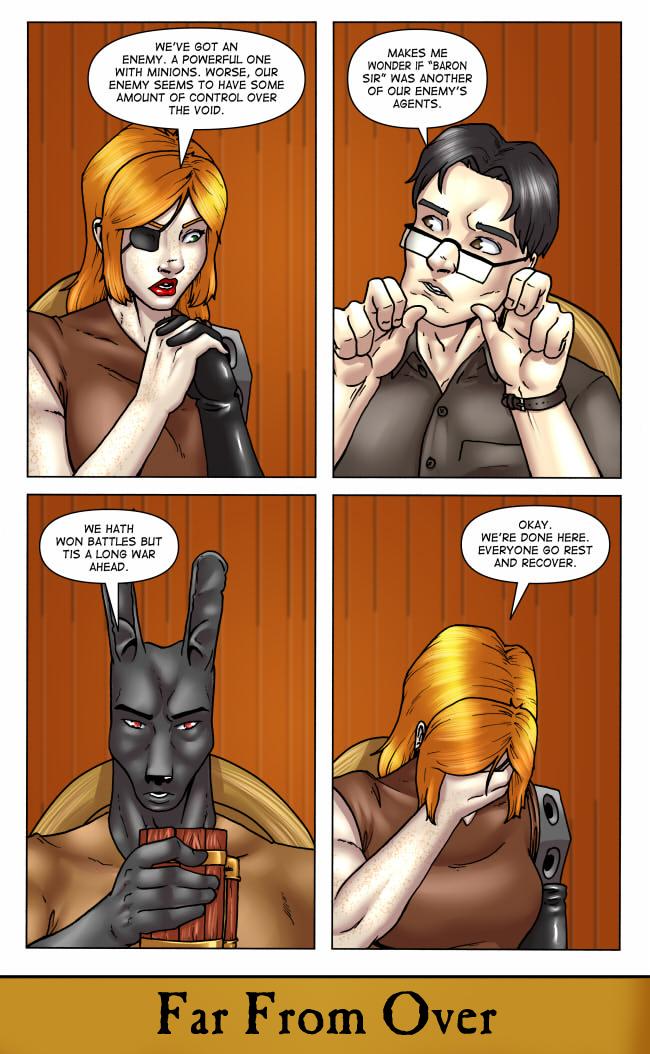 WE'VE GOT AN
ENEMY. A POWERFUL ONE
WITH MINIONS. WORSE, OUR
ENEMY SEEMS TO HAVE SOME
AMOUNT OF CONTROL OVER
THE VOID.
MAKES ME
WONDER IF "BARON
SIR" WAS ANOTHER
OF OUR ENEMY'S
AGENTS.
WE HATH
WON BATTLES BUT
TIS A LONG WAR
AHEAD.
OKAY.
WE'RE DONE HERE.
EVERYONE GO REST
AND RECOVER.
Far From Over